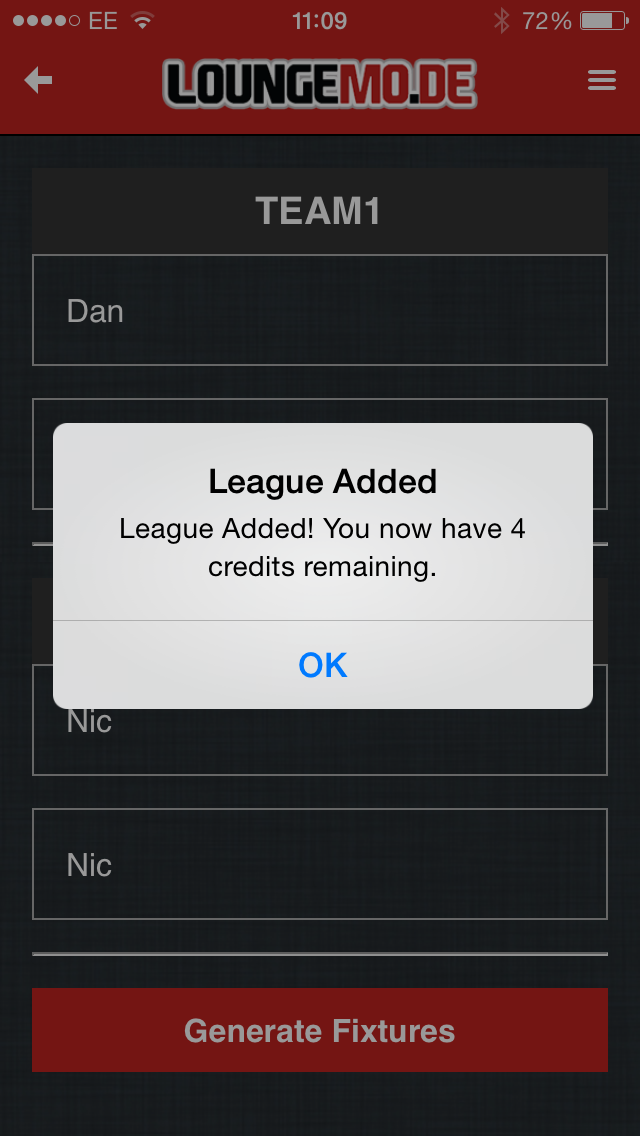 EE 11:09 72%
LOUNGEMO.DE
TEAM1
Dan
League Added
League Added! You now have 4
credits remaining.
OK
Nic
Nic
Generate Fixtures